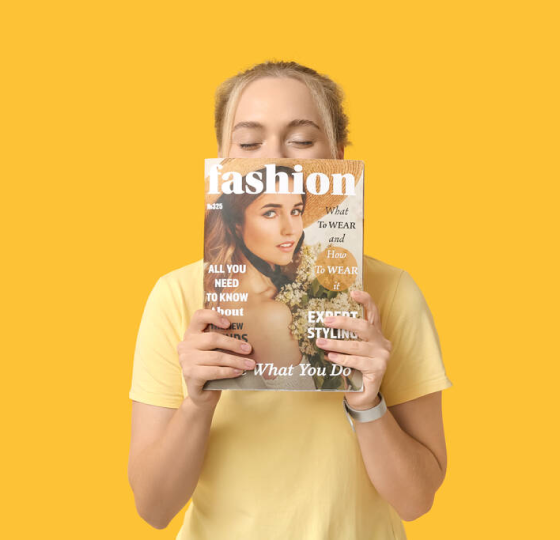 fashion
№325
What
To WEAR
and
How
To WEAR
it
ALL YOU
NEED
TO KNOW
about
EXPERT
STYLING
What You Do